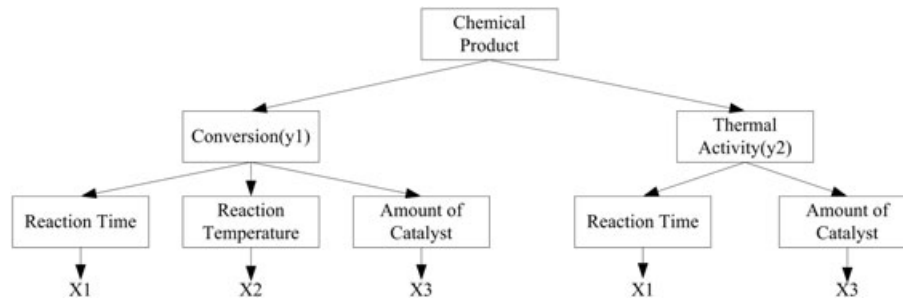 Chemical
Product
Conversion(y1)
Thermal
Activity(y2)
Reaction Time
Reaction
Temperature
Amount of
Catalyst
Reaction Time
Amount of
Catalyst
X1
X2
X3
X1
X3